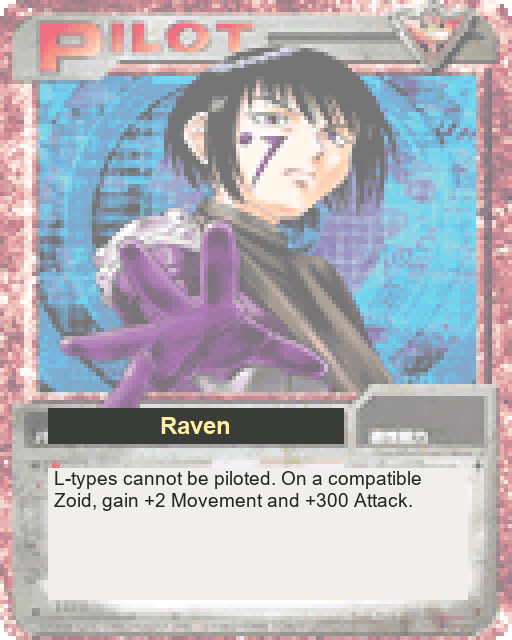 PILOT
Raven
L-types cannot be piloted. On a compatible
Zoid, gain +2 Movement and +300 Attack.